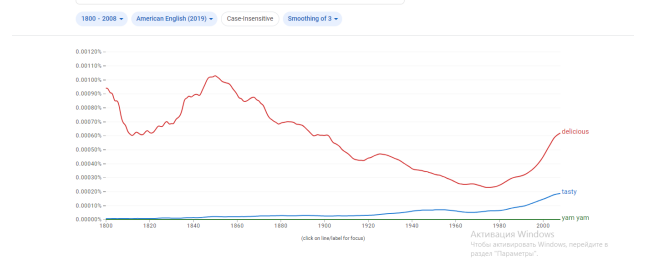 1800 - 2008
American English (2019)
Case-Insensitive
Smoothing of 3
0.00120%
0.00110%
0.00100%
0.00090%
0.00080%
0.00070%
0.00060%
0.00050%
0.00040%
0.00030%
0.00020%
0.00010%
0.00000%
delicious
tasty
yam yam
1800 1820 1840 1860 1880 1900 1920 1940 1960 1980 2000
(click on line/label for focus)
Активация Windows
Чтобы активировать Windows, перейдите в
раздел "Параметры".